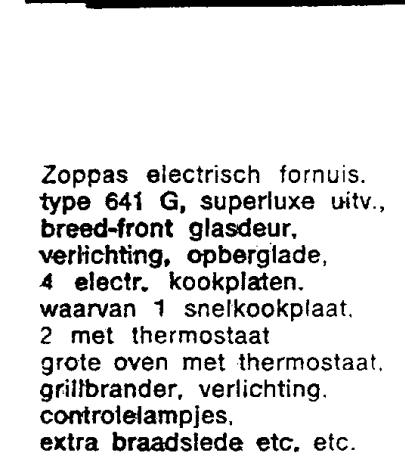 Zoppas electrisch fornuis.
type 641 G, superluxe uitv.,
breed-front glasdeur,
verlichting, opberglade,
4 electr. kookplaten.
waarvan 1 snelkookplaat.
2 met thermostaat
grote oven met thermostaat.
grillbrander, verlichting.
controlelampjes,
extra braadslede etc. etc.